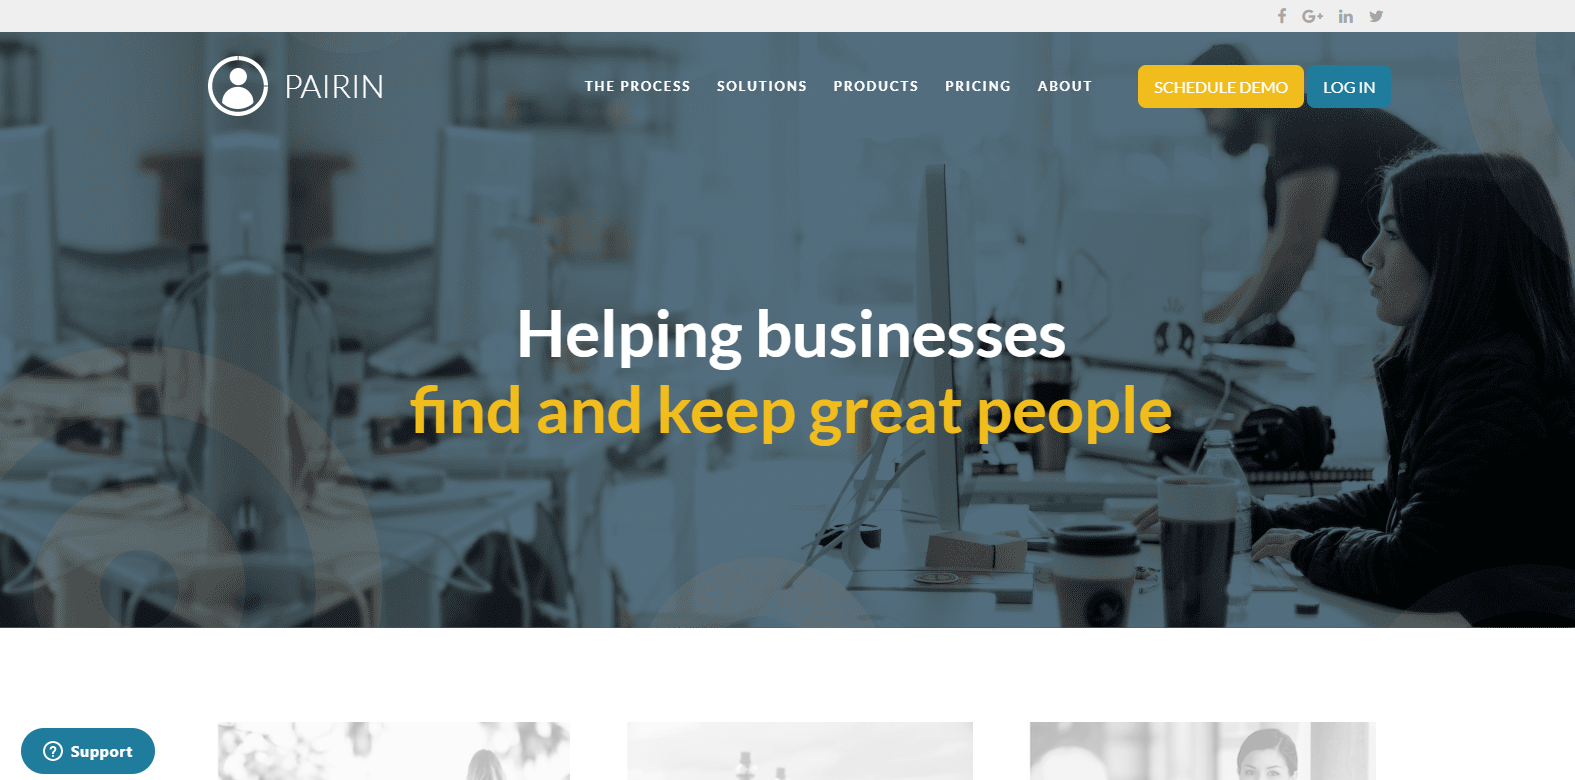 PAIRIN
THE PROCESS SOLUTIONS PRODUCTS PRICING ABOUT SCHEDULE DEMO LOG IN
Helping businesses
find and keep great people
Support